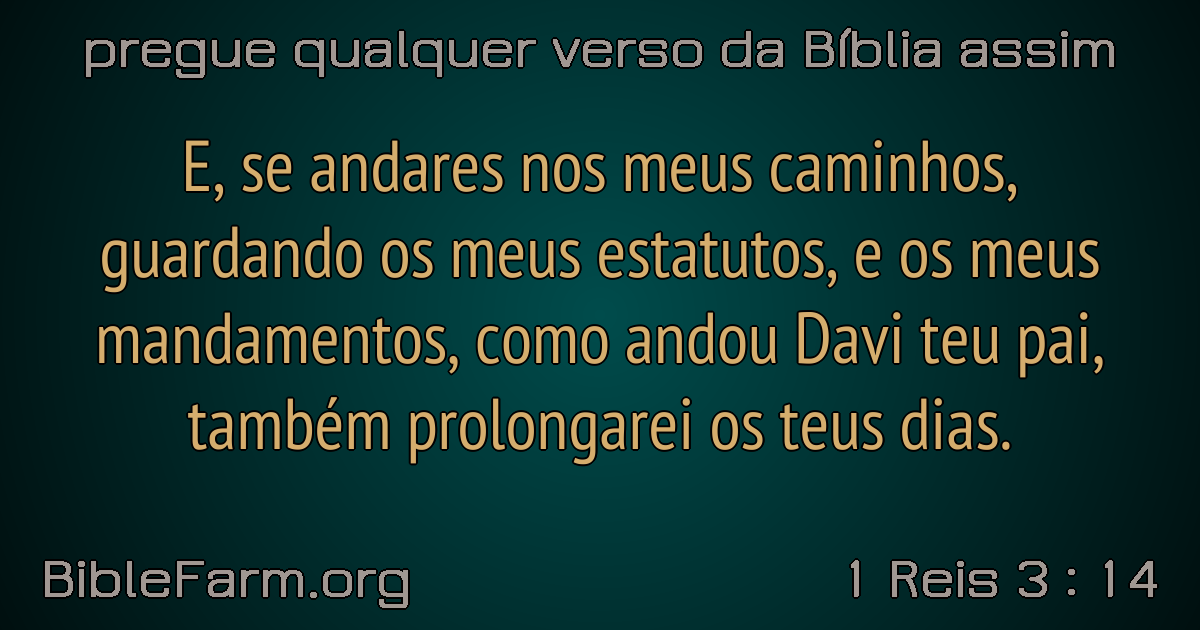 pregue qualquer verso da Bíblia assim
E, se andares nos meus caminhos,
guardando os meus estatutos, e os meus
mandamentos, como andou Davi teu pai,
também prolongarei os teus dias.
BibleFarm.org
1 Reis 3 : 14